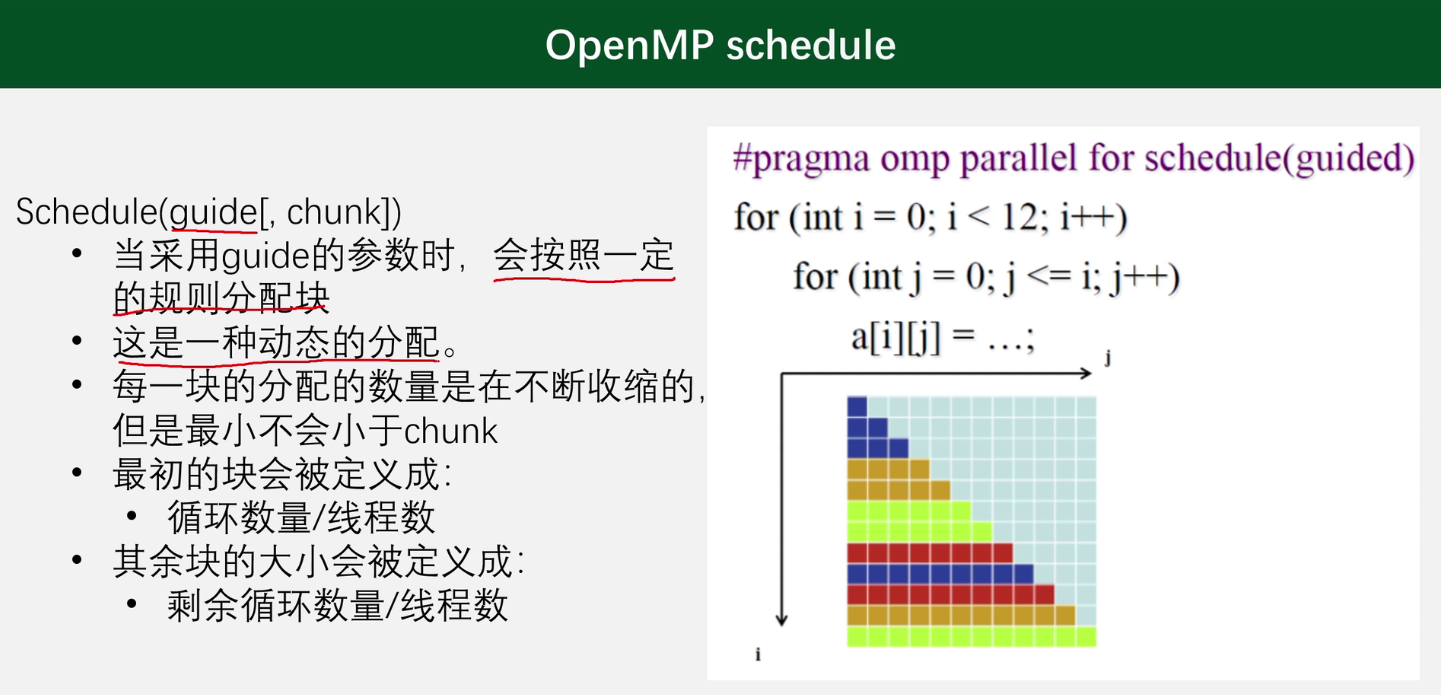 OpenMP schedule
Schedule(guide[, chunk])
• 当采用guide的参数时，会按照一定
的规则分配块
• 这是一种动态的分配。
• 每一块的分配的数量是在不断收缩的，
但是最小不会小于chunk
• 最初的块会被定义成：
• 循环数量/线程数
• 其余块的大小会被定义成：
• 剩余循环数量/线程数
#pragma omp parallel for schedule(guided)
for (int i = 0; i < 12; i++)
for (int j = 0; j <= i; j++)
a[i][j] = …;
j
i